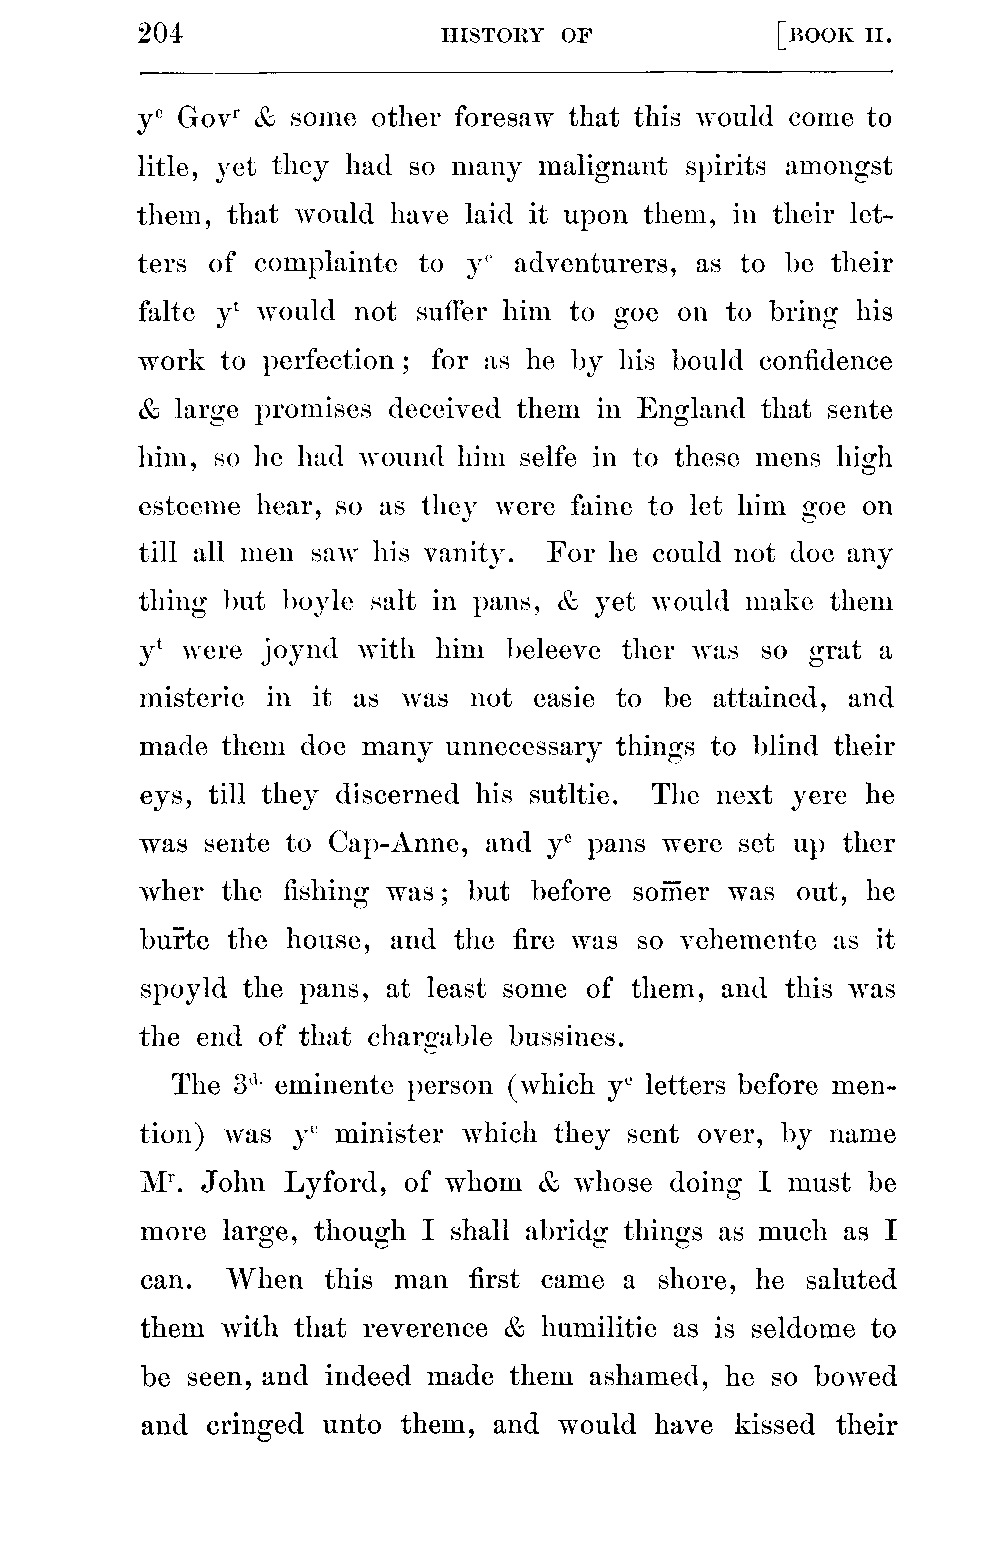 204 HISTORY OF [BOOK II.
yᵉ Govʳ & some other foresaw that this would come to
litle, yet they had so many malignant spirits amongst
them, that would have laid it upon them, in their let-
ters of complainte to yᵉ adventurers, as to be their
falte yᵗ would not suffer him to goe on to bring his
work to perfection; for as he by his bould confidence
& large promises deceived them in England that sente
him, so he had wound him selfe in to these mens high
esteeme hear, so as they were faine to let him goe on
till all men saw his vanity. For he could not doe any
thing but boyle salt in pans, & yet would make them
yᵗ were joynd with him beleeve ther was so grat a
misterie in it as was not easie to be attained, and
made them doe many unnecessary things to blind their
eys, till they discerned his sutltie. The next yere he
was sente to Cap-Anne, and yᵉ pans were set up ther
wher the fishing was; but before som̅er was out, he
bur̅te the house, and the fire was so vehemente as it
spoyld the pans, at least some of them, and this was
the end of that chargable bussines.
The 3ᵈ· eminente person (which yᵉ letters before men-
tion) was yᵉ minister which they sent over, by name
Mʳ. John Lyford, of whom & whose doing I must be
more large, though I shall abridg things as much as I
can. When this man first came a shore, he saluted
them with that reverence & humilitie as is seldome to
be seen, and indeed made them ashamed, he so bowed
and cringed unto them, and would have kissed their